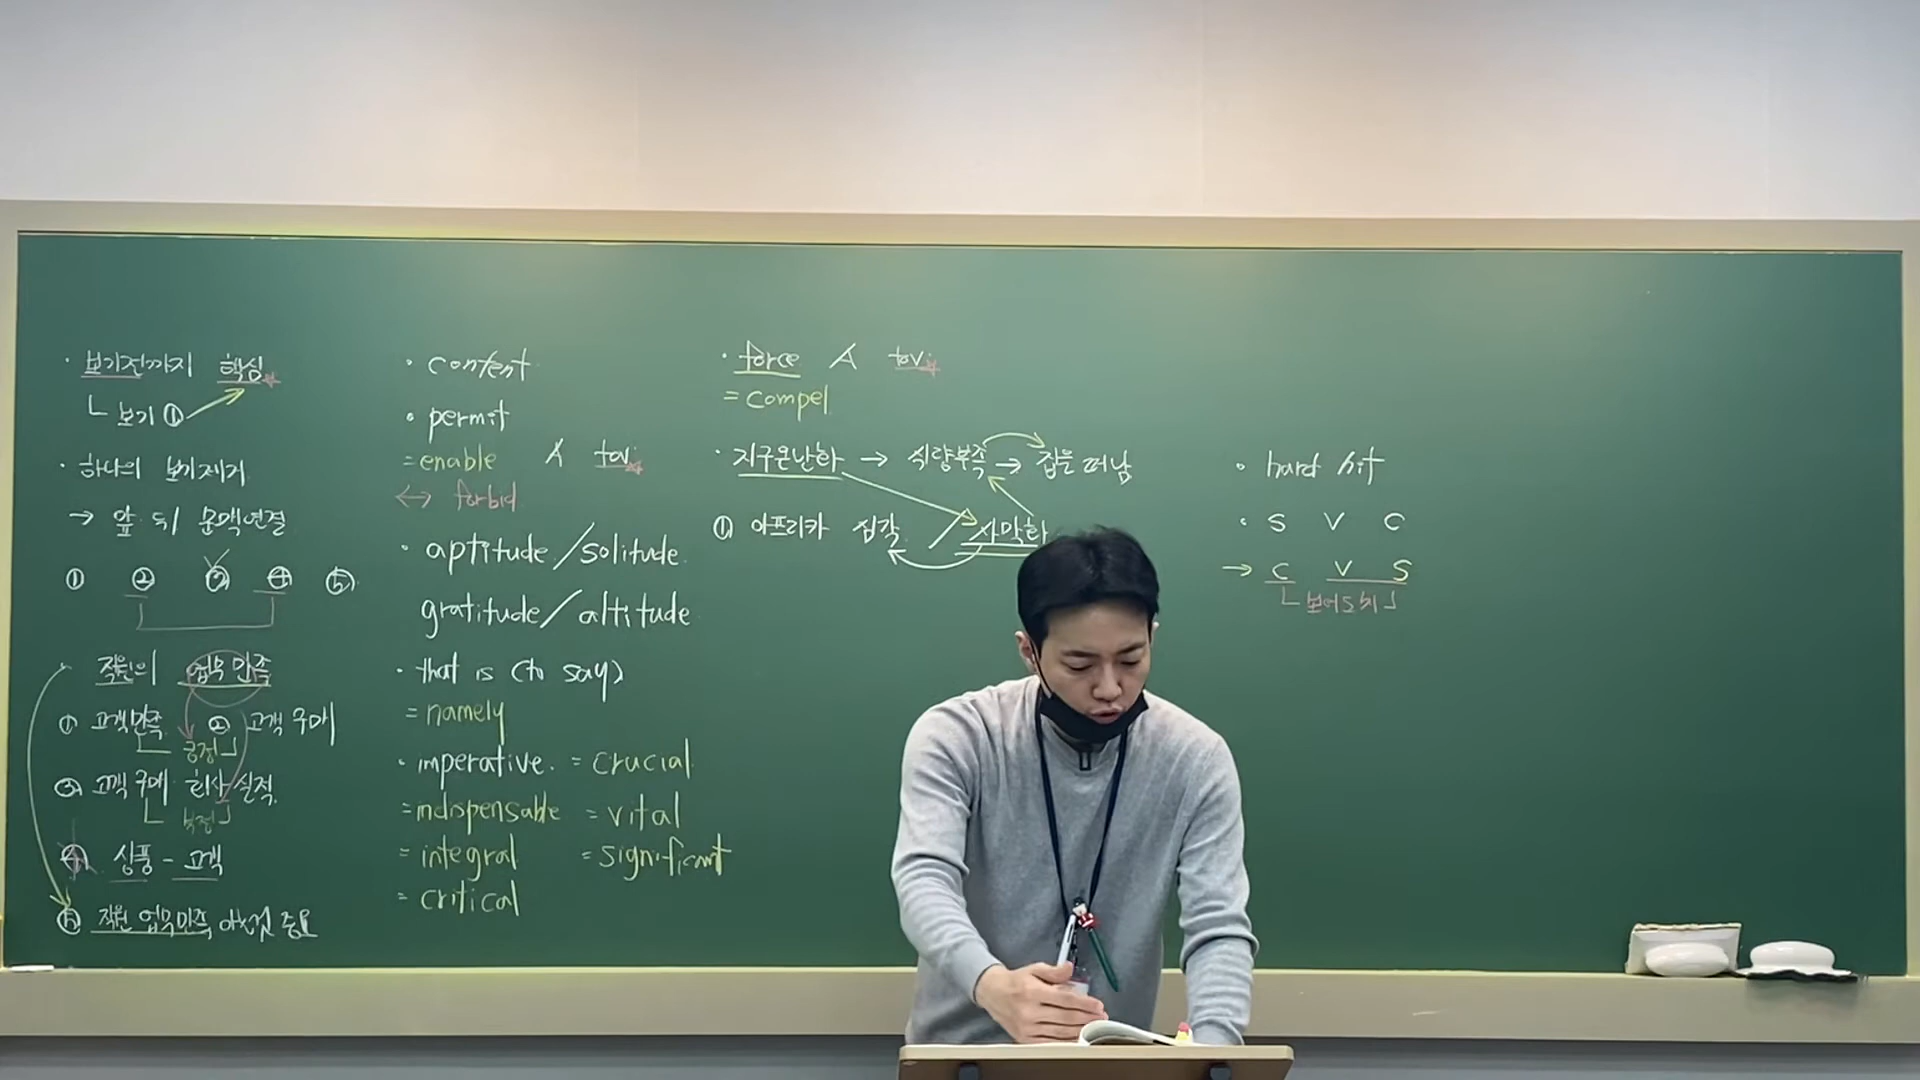 · 보기전까지 핵심
ㄴ 보기 ①
· 하나의 보기제거
→ 앞 뒤 문맥연결
① ② ③ ④ ⑤
· 직원의 업무만족
① 고객만족 ② 고객 구매
긍정
③ 고객 구매 회사 실적
부정
④ 상품 - 고객
⑤ 직원 업무만족 중요
· content
· permit
= enable A tov
↔ forbid
· aptitude / solitude
gratitude / altitude
· that is (to say)
= namely
· imperative = crucial
= indispensable = vital
= integral = significant
= critical
· force A tov
= compel
· 지구온난화 → 식량부족 → 집을 떠남
① 아프리카 심각 / 사막화
· hard hit
· S V C
→ C V S
보어도치